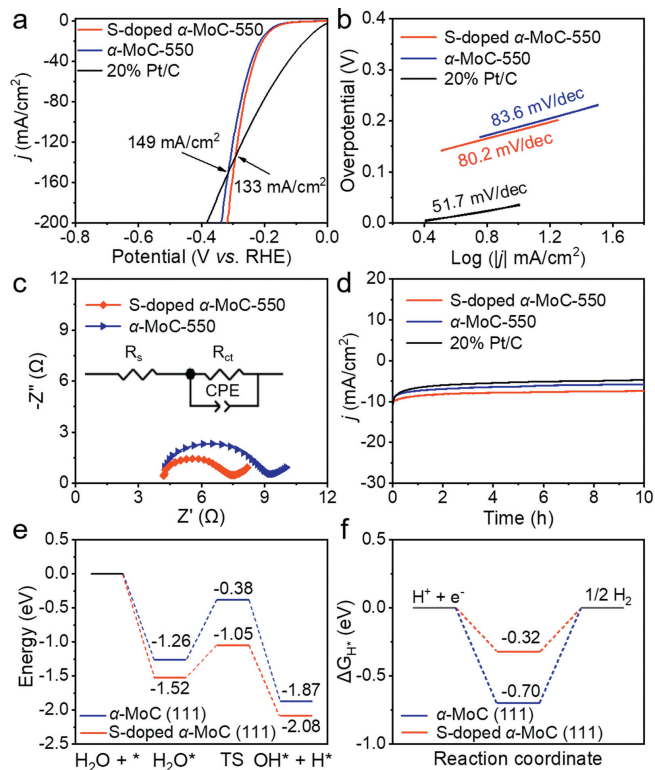 a
S-doped α-MoC-550
α-MoC-550
20% Pt/C
149 mA/cm²
133 mA/cm²
j (mA/cm²)
0
-40
-80
-120
-160
-200
-0.8
-0.6
-0.4
-0.2
0.0
Potential (V vs. RHE)
b
S-doped α-MoC-550
α-MoC-550
20% Pt/C
83.6 mV/dec
80.2 mV/dec
51.7 mV/dec
Overpotential (V)
0.4
0.2
0.0
0.0
0.4
0.8
1.2
1.6
Log (|j| mA/cm²)
c
S-doped α-MoC-550
α-MoC-550
Rs
Rct
CPE
-Z" (Ω)
12
9
6
3
0
0
3
6
9
12
Z' (Ω)
d
S-doped α-MoC-550
α-MoC-550
20% Pt/C
j (mA/cm²)
10
0
-10
-20
-30
0
2
4
6
8
10
Time (h)
e
Energy (eV)
0.5
0.0
-0.5
-1.0
-1.5
-2.0
-2.5
-0.38
-1.26
-1.05
-1.52
-1.87
-2.08
α-MoC (111)
S-doped α-MoC (111)
H₂O + *
H₂O*
TS
OH* + H*
f
ΔG_H* (eV)
0.5
0.0
-0.5
-1.0
H⁺ + e⁻
1/2 H₂
-0.32
-0.70
α-MoC (111)
S-doped α-MoC (111)
Reaction coordinate